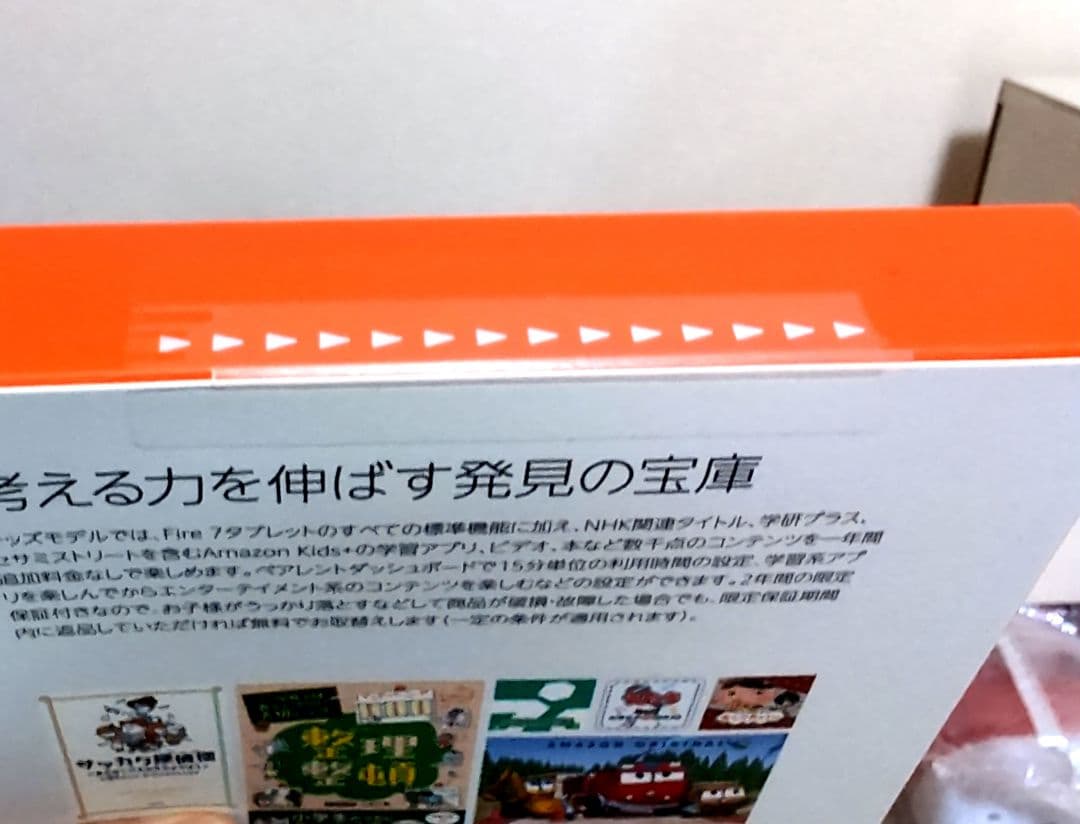 考える力を伸ばす発見の宝庫
ッズモデルでは、Fire 7タブレットのすべての標準機能に加え、NHK関連タイトル、学研プラス、
セサミストリートを含むAmazon Kids+の学習アプリ、ビデオ、本など数千点のコンテンツを一年間
追加料金なしで楽しめます。ペアレントダッシュボードで15分単位の利用時間の設定、学習系アプ
リを楽しんでからエンターテイメント系のコンテンツを楽しむなどの設定ができます。2年間の限定
保証付きなので、お子様がうっかり落とすなどして商品が破損・故障した場合でも、限定保証期間
内に返品していただければ無料でお取替えします(一定の条件が適用されます)。
サッカク探偵団
AMAZON ORIGINAL